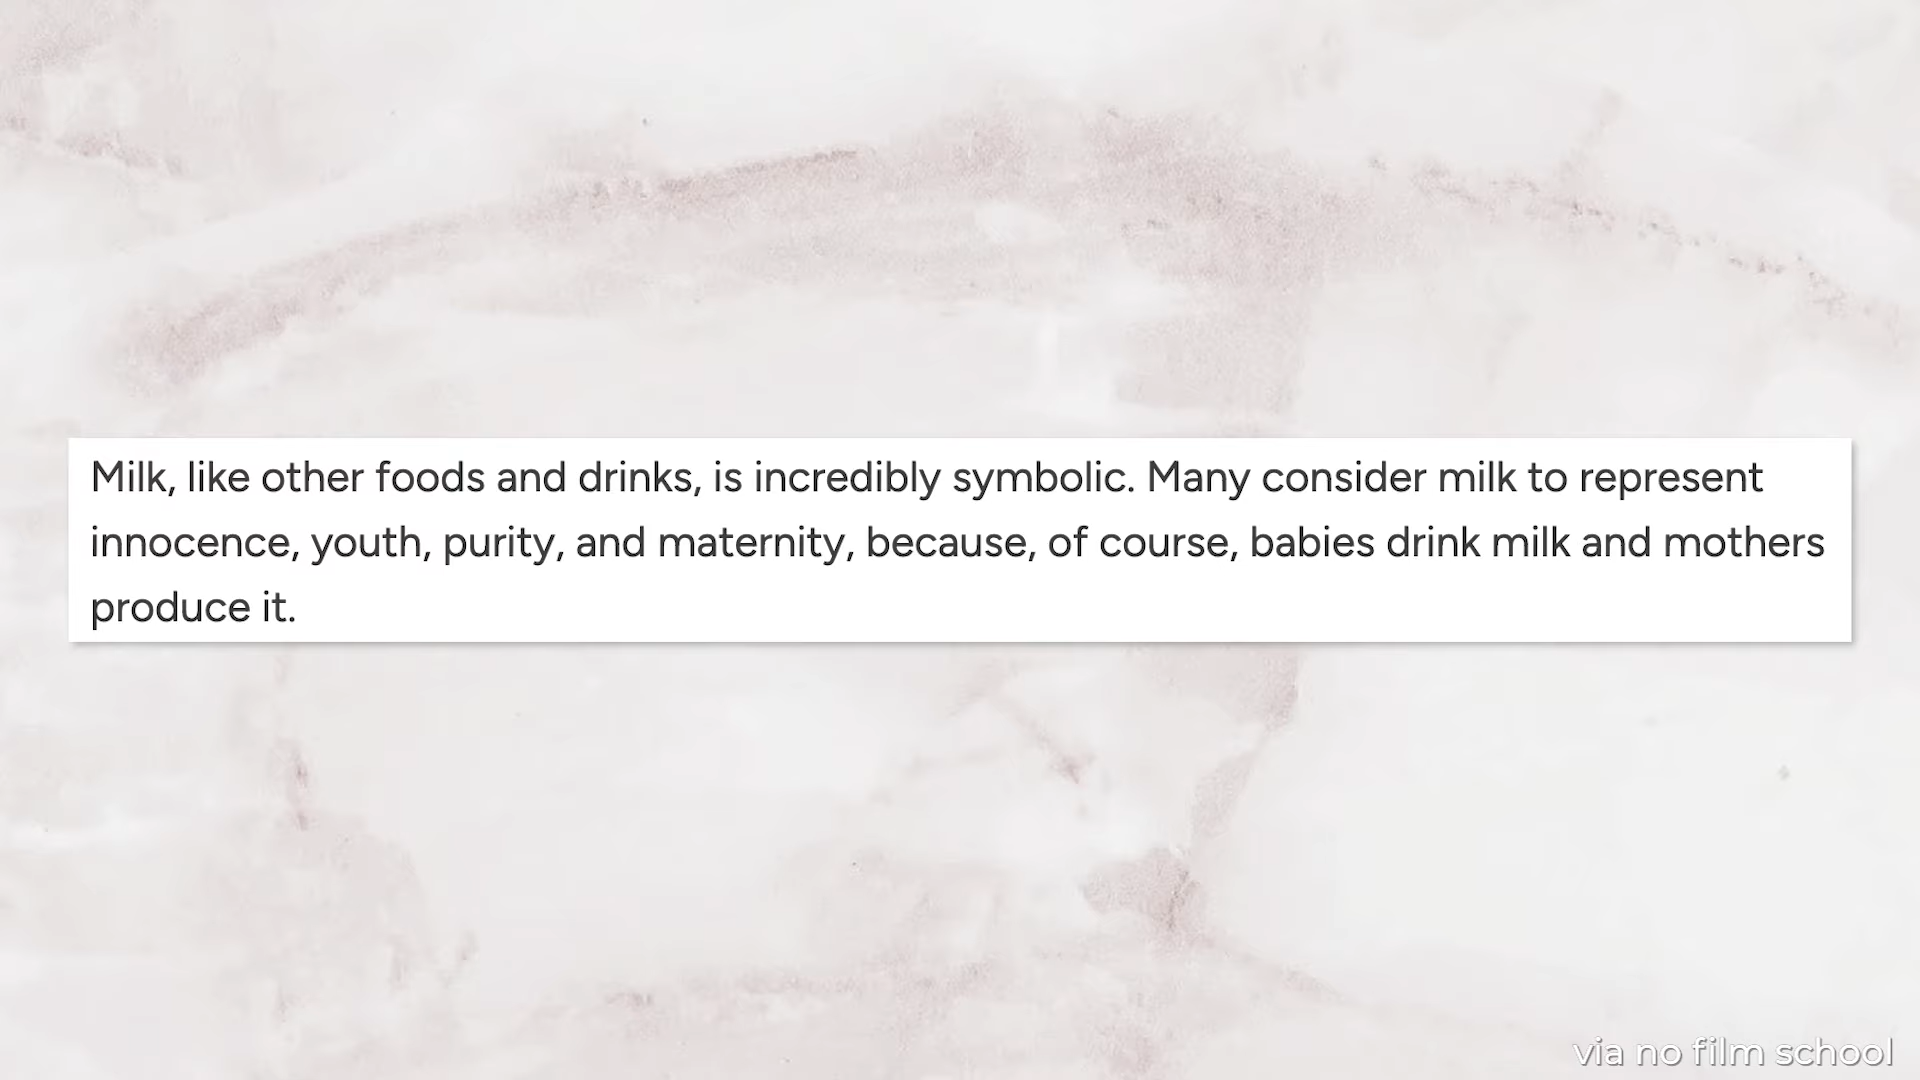 Milk, like other foods and drinks, is incredibly symbolic. Many consider milk to represent
innocence, youth, purity, and maternity, because, of course, babies drink milk and mothers
produce it.
via no film school